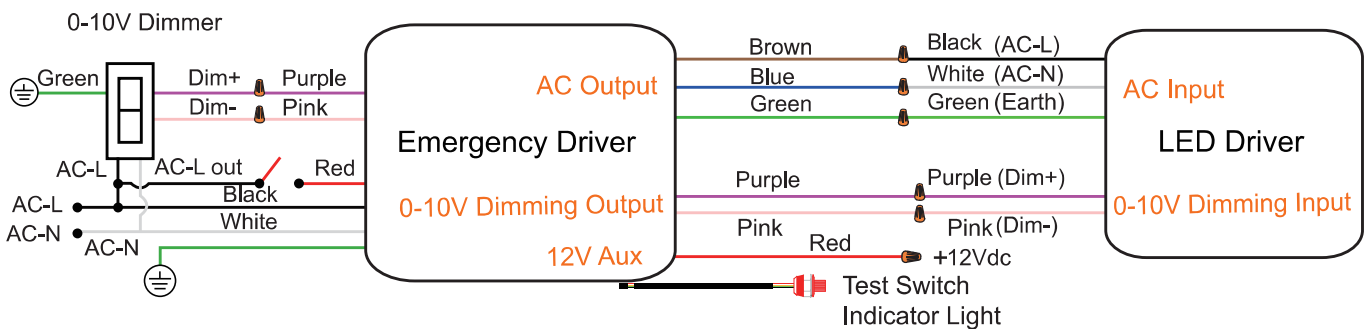 0-10V Dimmer
Green
Dim+
Purple
Dim-
Pink
AC-L
AC-L out
Red
AC-L
Black
AC-N
AC-N
White
Emergency Driver
AC Output
0-10V Dimming Output
12V Aux
Brown
Black (AC-L)
Blue
White (AC-N)
Green
Green (Earth)
Purple
Purple (Dim+)
Pink
Pink (Dim-)
Red
+12Vdc
Test Switch
Indicator Light
AC Input
LED Driver
0-10V Dimming Input